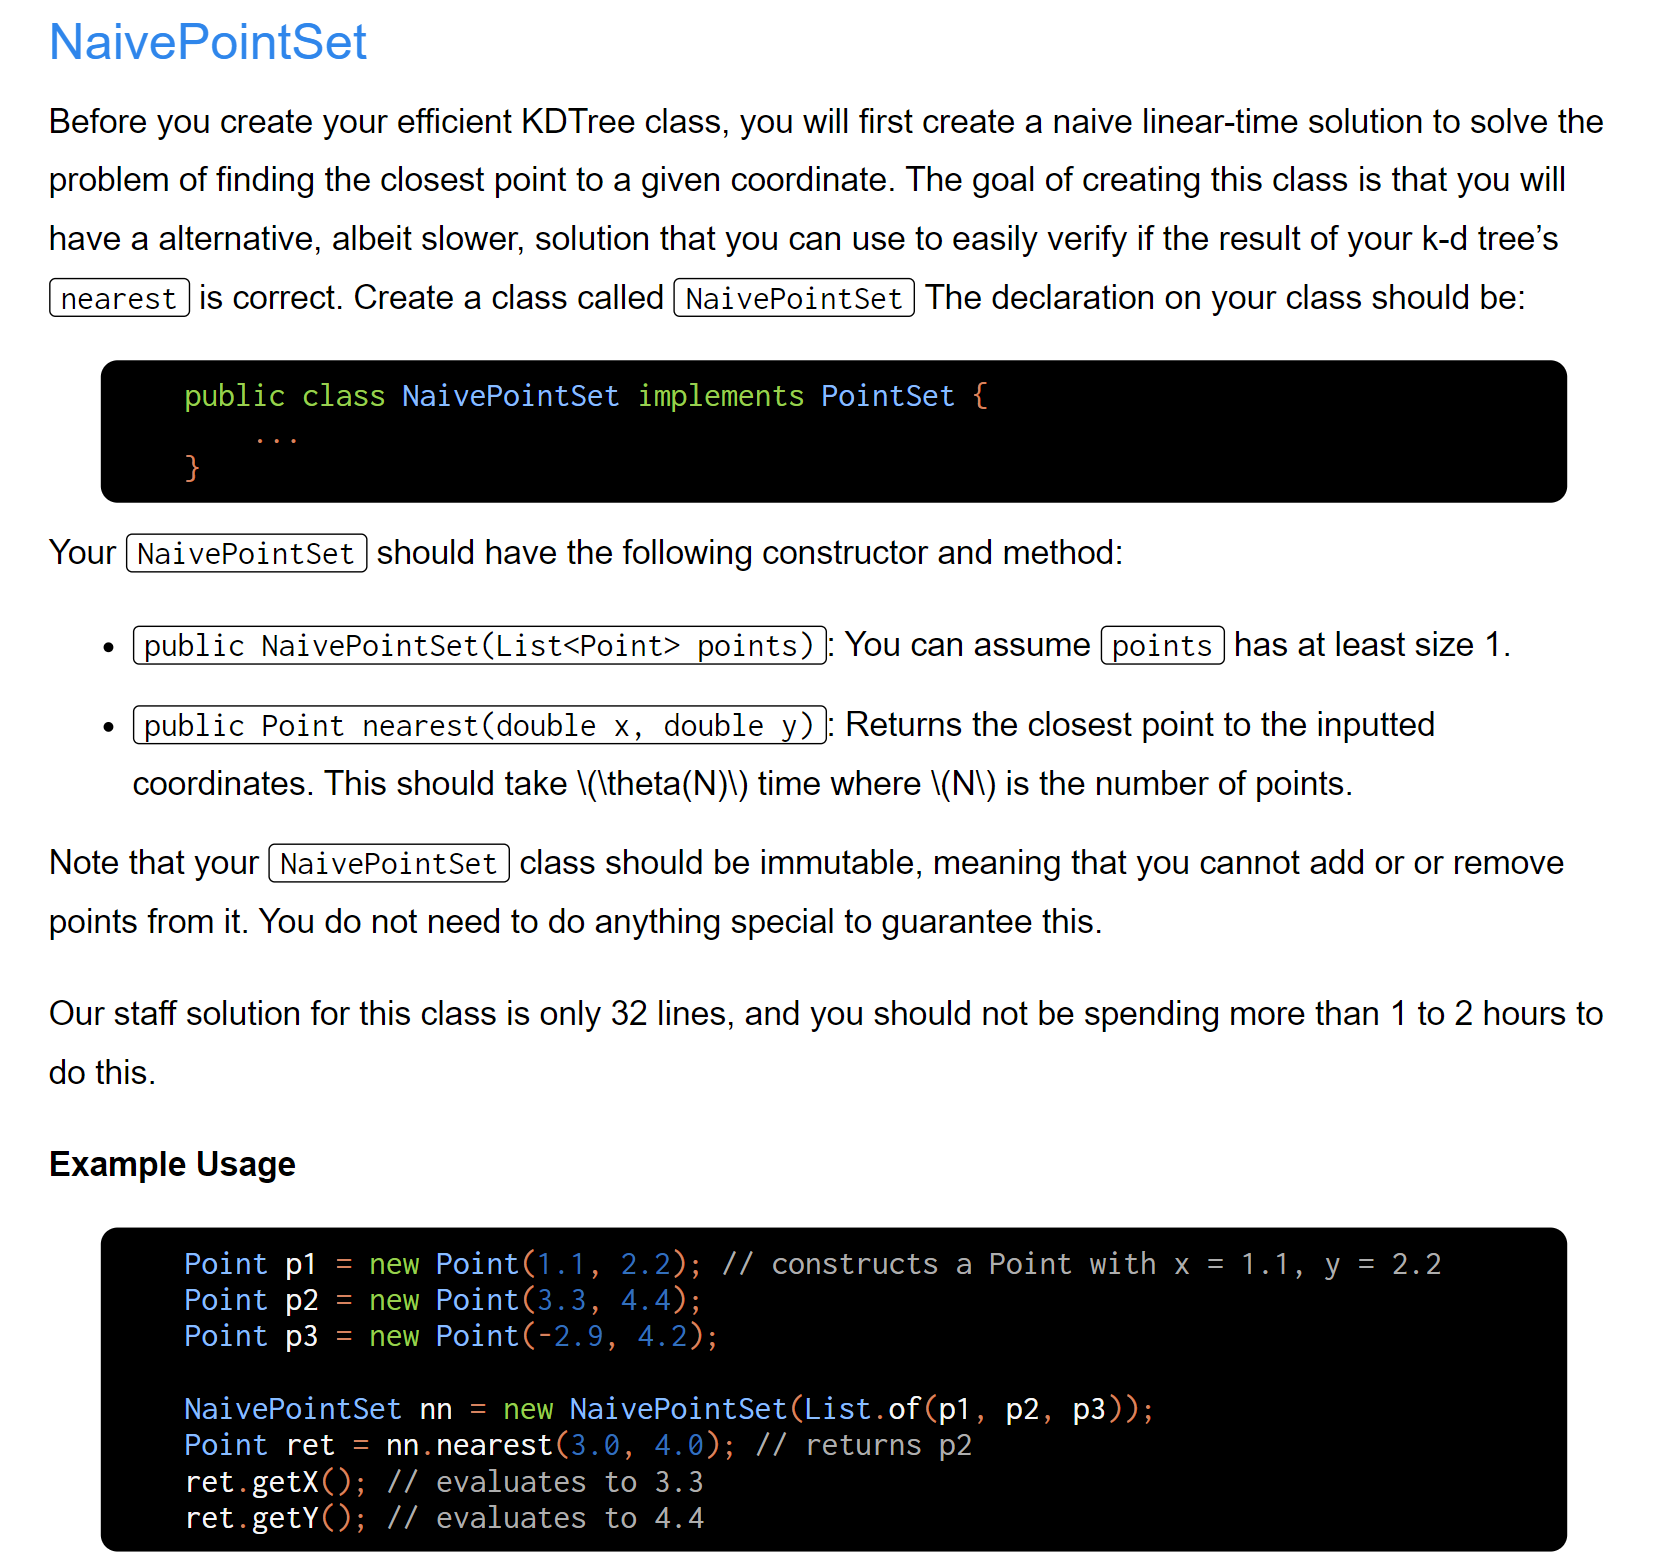 NaivePointSet
Before you create your efficient KDTree class, you will first create a naive linear-time solution to solve the
problem of finding the closest point to a given coordinate. The goal of creating this class is that you will
have a alternative, albeit slower, solution that you can use to easily verify if the result of your k-d tree’s
nearest is correct. Create a class called NaivePointSet The declaration on your class should be:
public class NaivePointSet implements PointSet {
    ...
}
Your NaivePointSet should have the following constructor and method:
• public NaivePointSet(List<Point> points): You can assume points has at least size 1.
• public Point nearest(double x, double y): Returns the closest point to the inputted
coordinates. This should take \(\theta(N)\) time where \(N\) is the number of points.
Note that your NaivePointSet class should be immutable, meaning that you cannot add or or remove
points from it. You do not need to do anything special to guarantee this.
Our staff solution for this class is only 32 lines, and you should not be spending more than 1 to 2 hours to
do this.
Example Usage
Point p1 = new Point(1.1, 2.2); // constructs a Point with x = 1.1, y = 2.2
Point p2 = new Point(3.3, 4.4);
Point p3 = new Point(-2.9, 4.2);
NaivePointSet nn = new NaivePointSet(List.of(p1, p2, p3));
Point ret = nn.nearest(3.0, 4.0); // returns p2
ret.getX(); // evaluates to 3.3
ret.getY(); // evaluates to 4.4